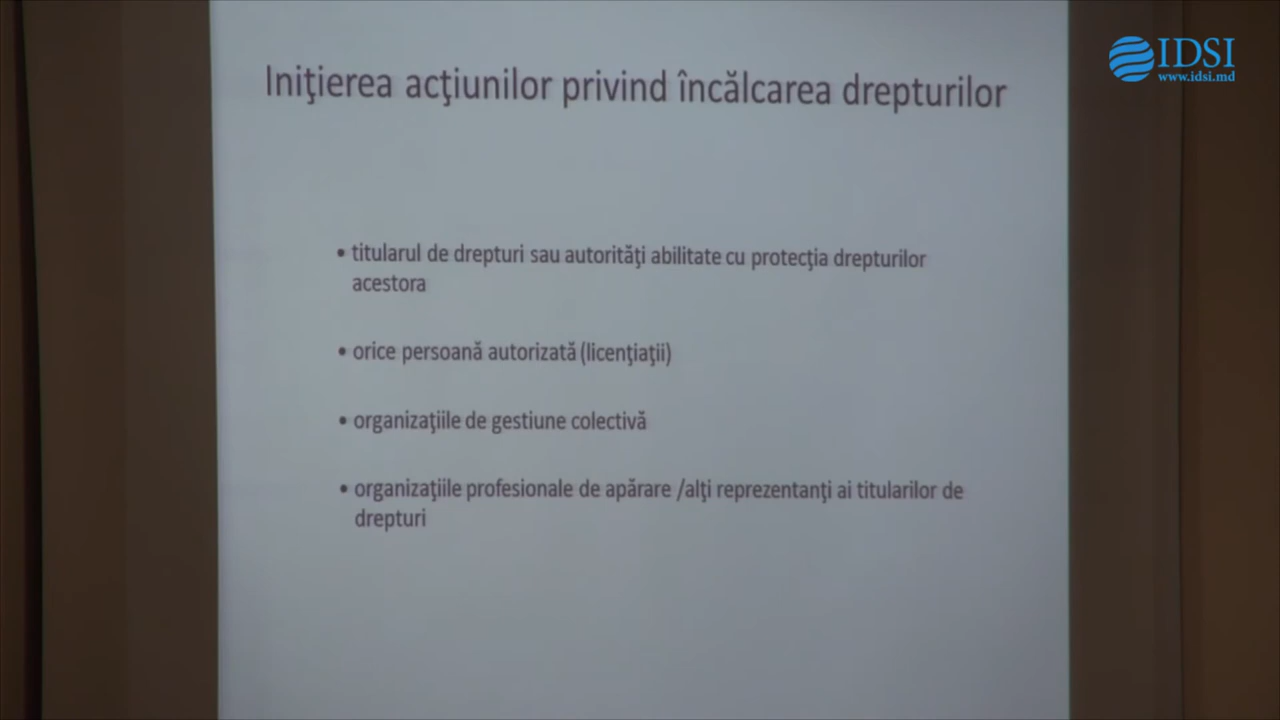 IDSI
www.idsi.md
Iniţierea acţiunilor privind încălcarea drepturilor
• titularul de drepturi sau autorităţi abilitate cu protecţia drepturilor
acestora
• orice persoană autorizată (licenţiaţii)
• organizaţiile de gestiune colectivă
• organizaţiile profesionale de apărare /alţi reprezentanţi ai titularilor de
drepturi